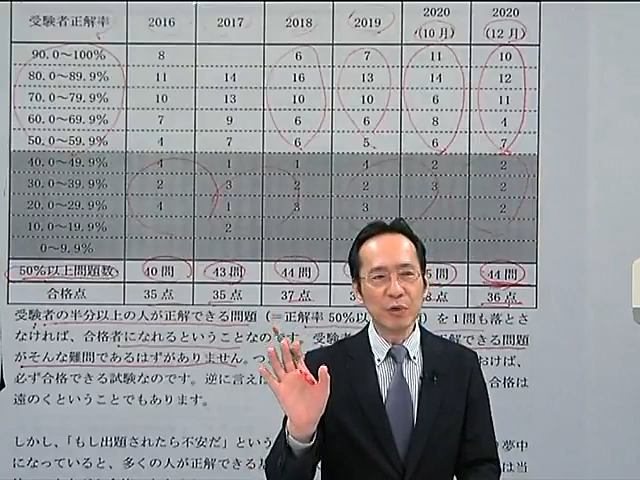 受験者正解率 2016 2017 2018 2019 2020(10月) 2020(12月)
90.0～100% 8 6 7 11 10
80.0～89.9% 11 14 16 13 14 12
70.0～79.9% 10 13 10 10 6 11
60.0～69.9% 7 9 6 6 8 4
50.0～59.9% 4 7 6 5 6 7
40.0～49.9% 4 1 1 4 2 2
30.0～39.9% 2 3 2 2 3 2
20.0～29.9% 4 1 3 3 2
10.0～19.9% 2
0～9.9%
50%以上問題数 40問 43問 44問 問 44問
合格点 35点 35点 37点 点 36点
受験者の半分以上の人が正解できる問題（＝正解率50%以 を1問も落とさ
なければ、合格者になれるということなの 正解できる問題
がそんな難問であるはずがありません。つ おけば、
必ず合格できる試験なのです。逆に言え 合格は
遠のくということでもあります。
しかし、「もし出題されたら不安だ」という 夢中
になっていると、多くの人が正解できる は当